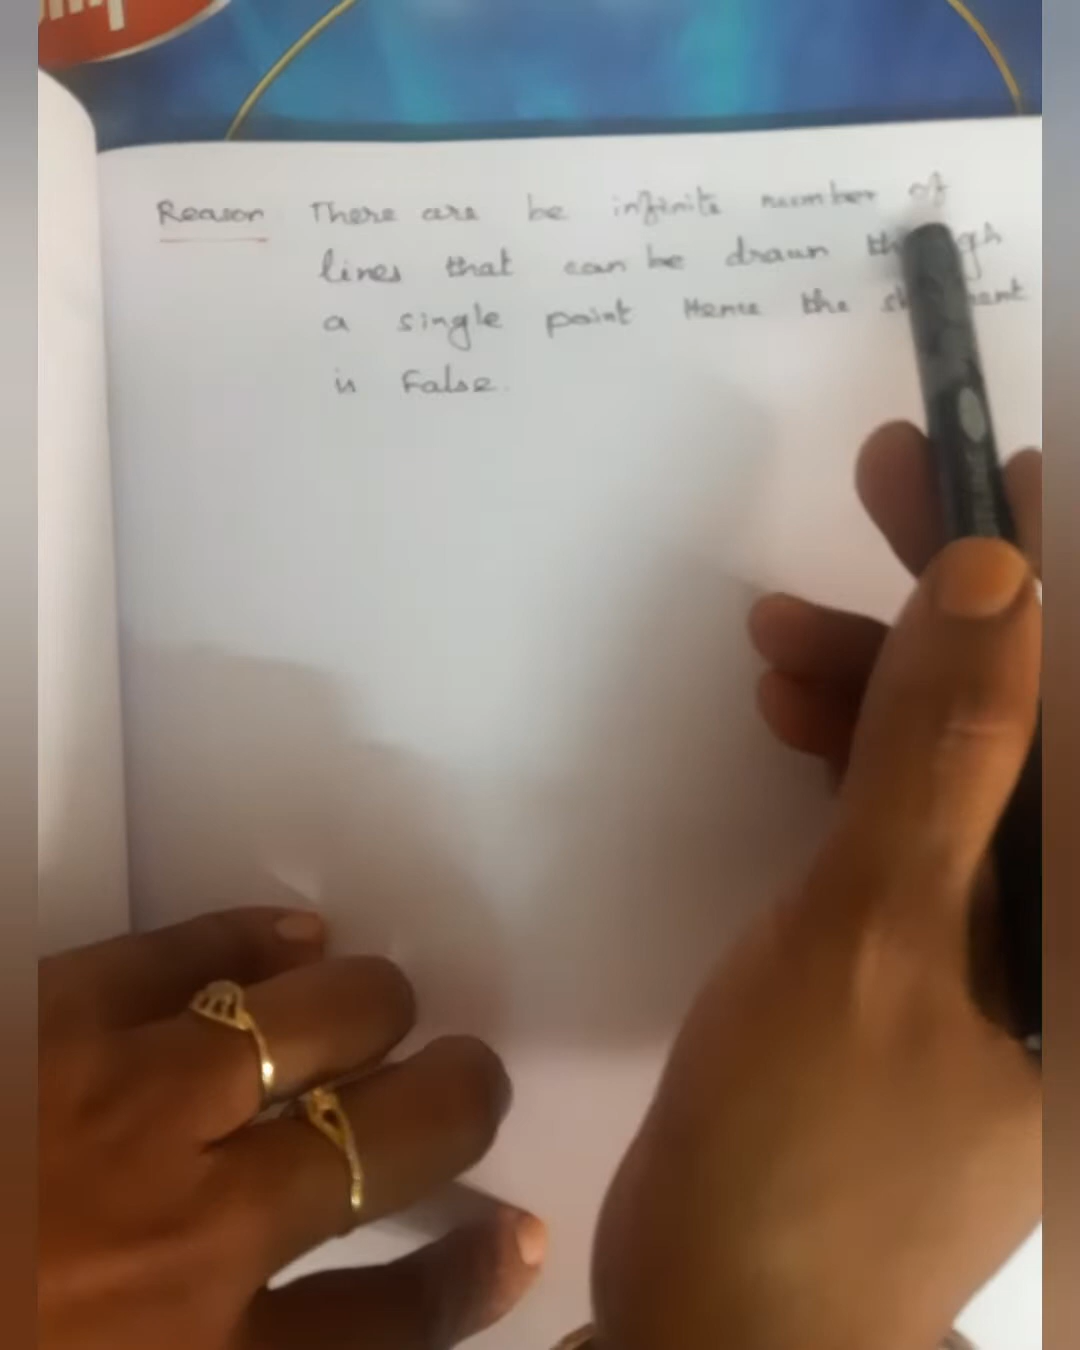 Reason There are be infinite number of
lines that can be drawn
a single point Hence the
is False.